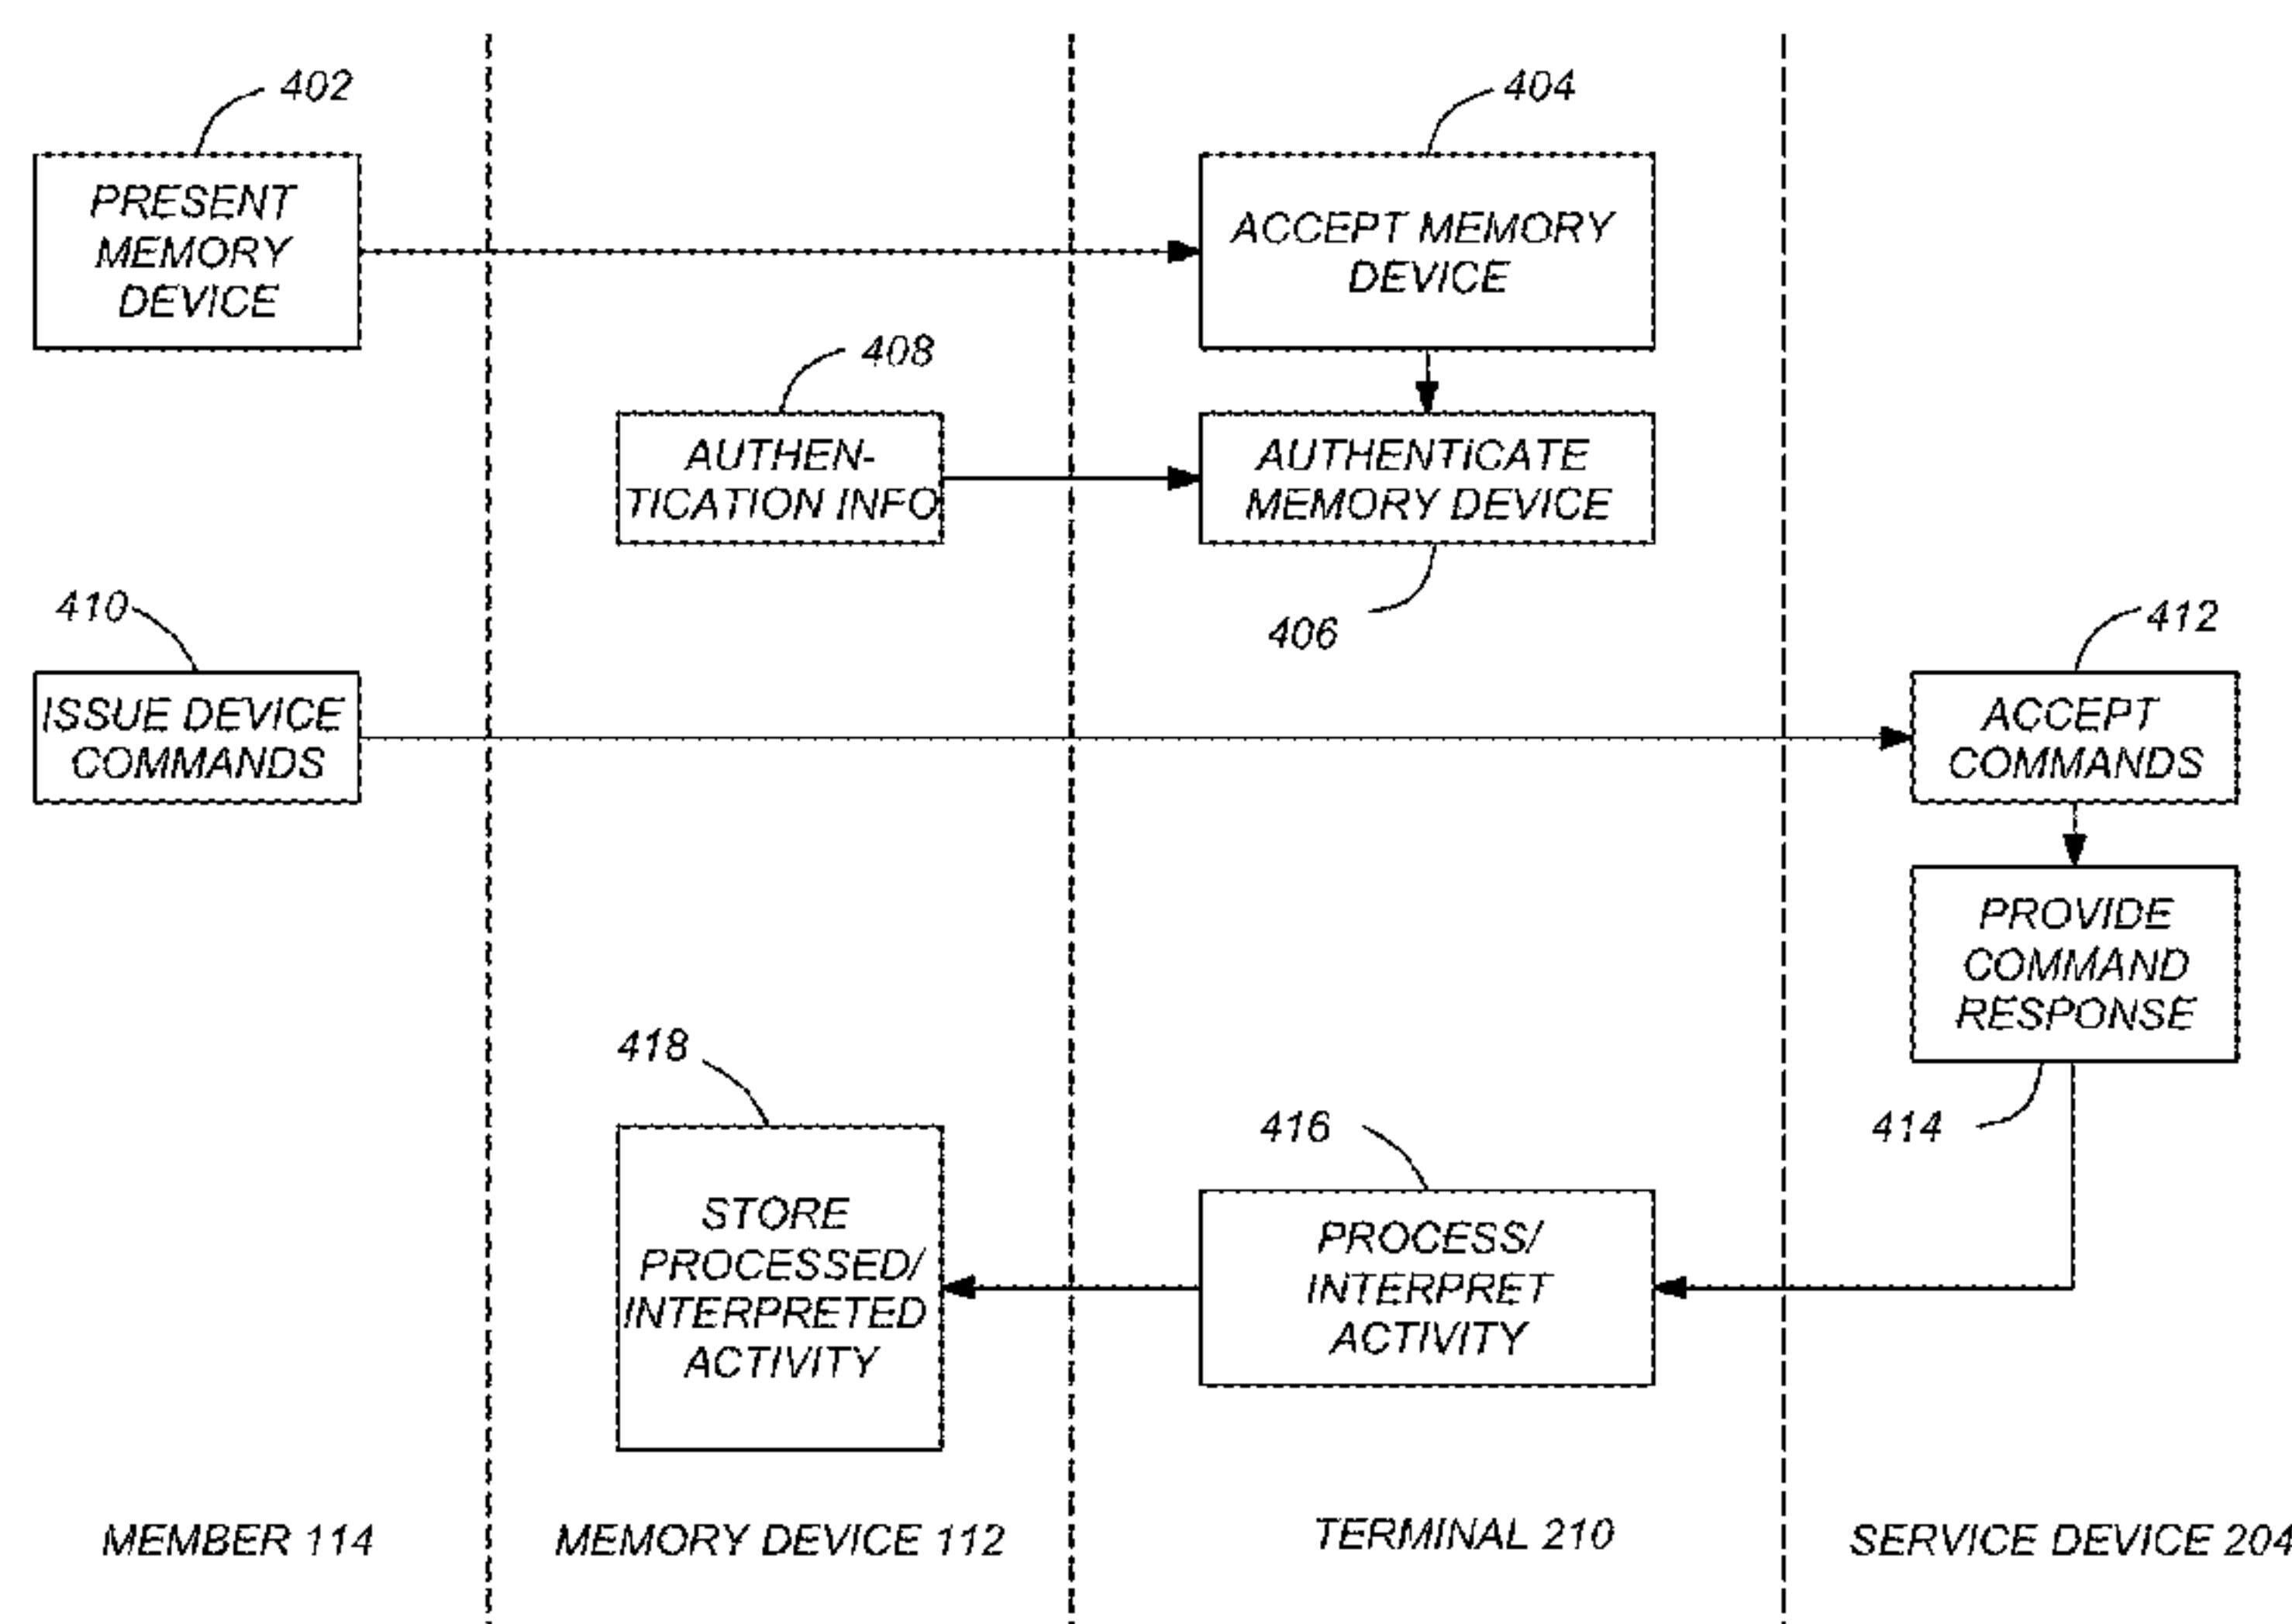 402
404
PRESENT
MEMORY
DEVICE
ACCEPT MEMORY
DEVICE
408
AUTHEN-
TICATION INFO
AUTHENTICATE
MEMORY DEVICE
406
410
412
ISSUE DEVICE
COMMANDS
ACCEPT
COMMANDS
PROVIDE
COMMAND
RESPONSE
414
418
416
STORE
PROCESSED/
INTERPRETED
ACTIVITY
PROCESS/
INTERPRET
ACTIVITY
MEMBER 114
MEMORY DEVICE 112
TERMINAL 210
SERVICE DEVICE 204